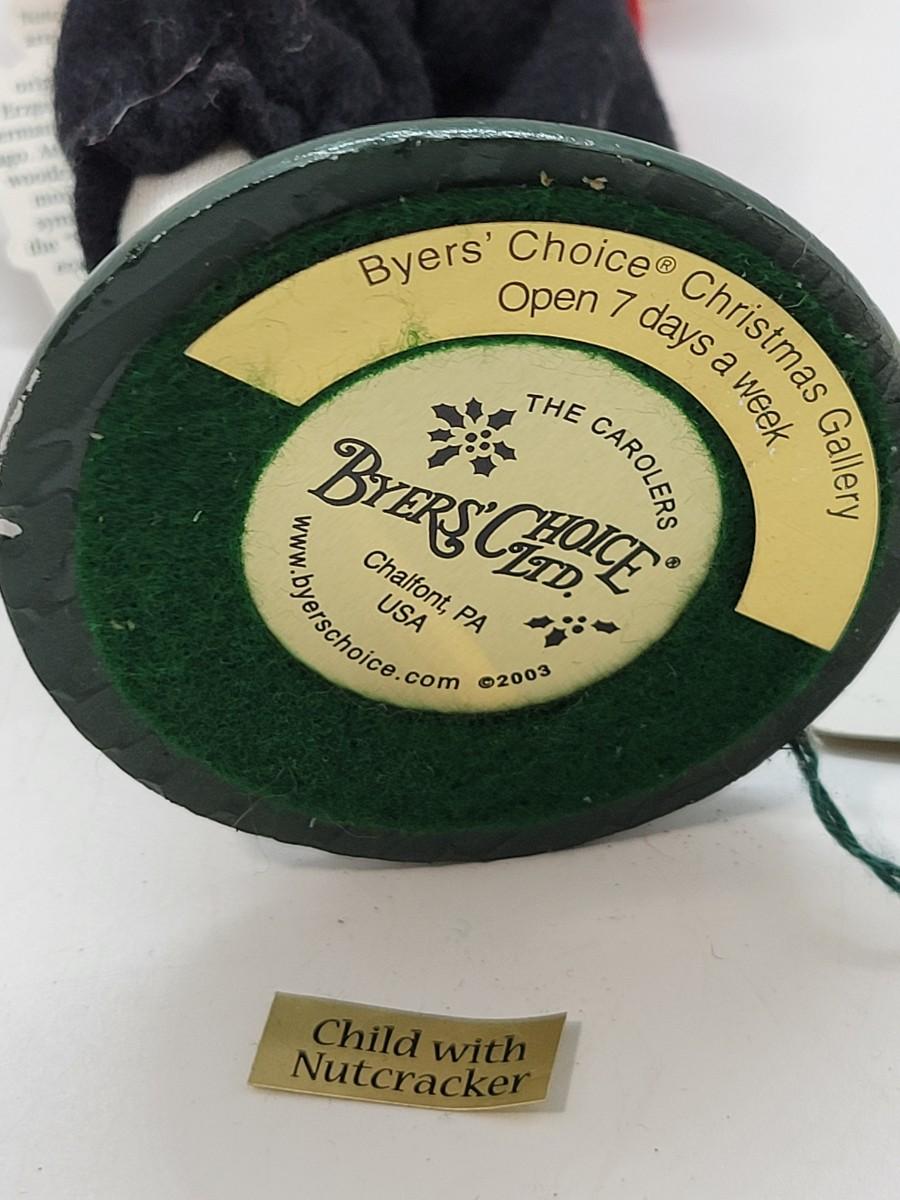 Byers' Choice® Christmas Gallery
Open 7 days a week
THE CAROLERS
BYERS' CHOICE®
LTD.
Chalfont, PA
USA
www.byerschoice.com ©2003
Child with
Nutcracker